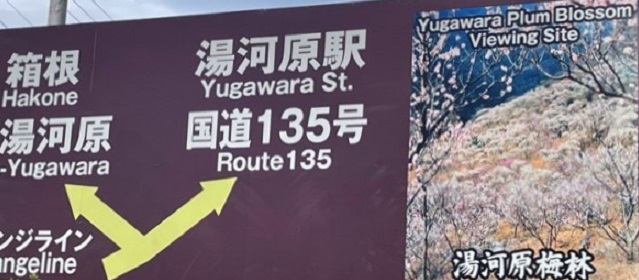 箱根
Hakone
湯河原
-Yugawara
ンジライン
angeline
湯河原駅
Yugawara St.
国道135号
Route135
Yugawara Plum Blossom
Viewing Site
湯河原梅林